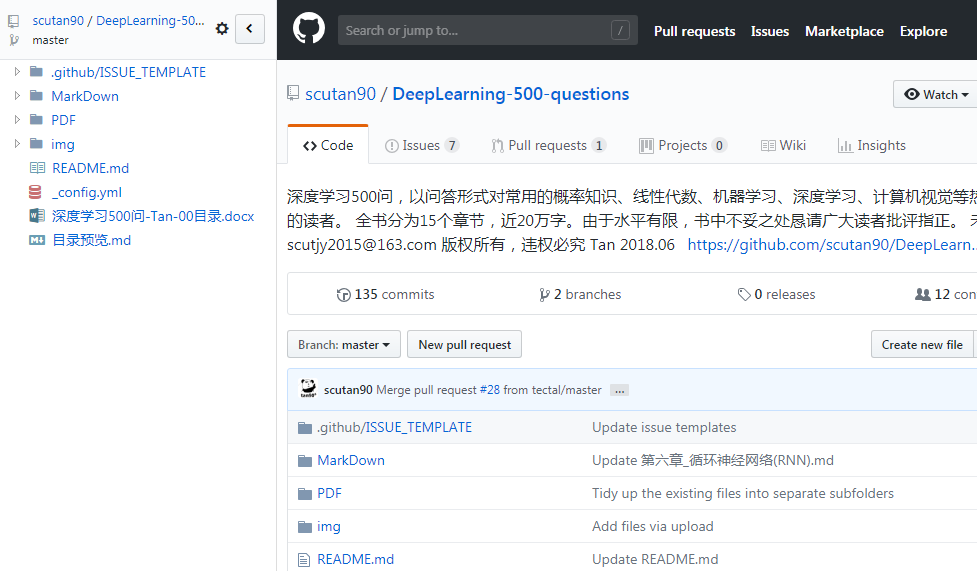 scutan90 / DeepLearning-50...
master
.github/ISSUE_TEMPLATE
MarkDown
PDF
img
README.md
_config.yml
深度学习500问-Tan-00目录.docx
目录预览.md
Search or jump to...
/
Pull requests
Issues
Marketplace
Explore
scutan90 / DeepLearning-500-questions
Watch
Code
Issues 7
Pull requests 1
Projects 0
Wiki
Insights
深度学习500问，以问答形式对常用的概率知识、线性代数、机器学习、深度学习、计算机视觉等
的读者。 全书分为15个章节，近20万字。由于水平有限，书中不妥之处恳请广大读者批评指正。
scutjy2015@163.com 版权所有，违权必究 Tan 2018.06 https://github.com/scutan90/DeepLearn...
135 commits
2 branches
0 releases
12 con
Branch: master
New pull request
Create new file
scutan90 Merge pull request #28 from tectal/master ...
.github/ISSUE_TEMPLATE Update issue templates
MarkDown Update 第六章_循环神经网络(RNN).md
PDF Tidy up the existing files into separate subfolders
img Add files via upload
README.md Update README.md